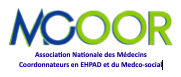 MCOOR
Association Nationale des Médecins
Coordonnateurs en EHPAD et du Medco-social